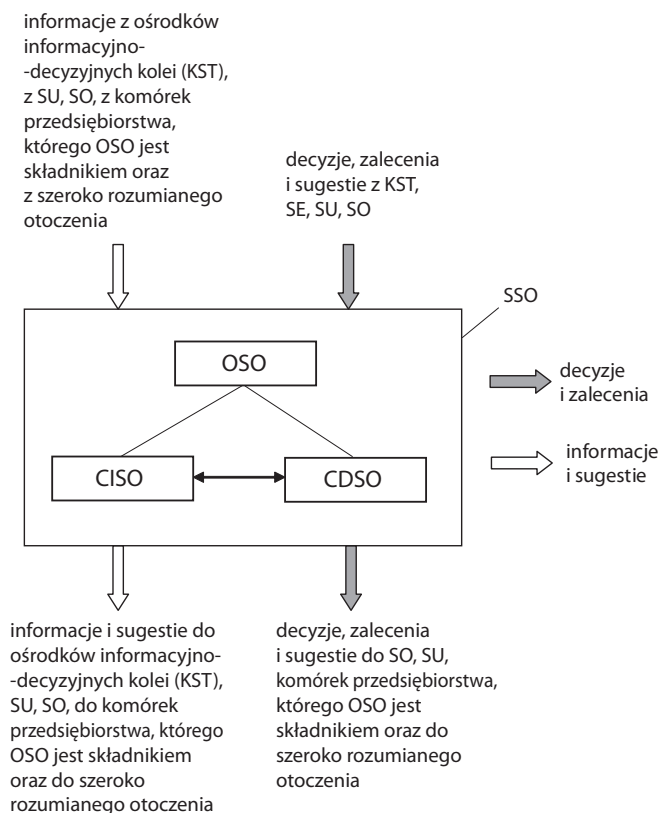 informacje z ośrodków
informacyjno-
-decyzyjnych kolei (KST),
z SU, SO, z komórek
przedsiębiorstwa,
którego OSO jest
składnikiem oraz
z szeroko rozumianego
otoczenia
decyzje, zalecenia
i sugestie z KST,
SE, SU, SO
SSO
OSO
CISO
CDSO
decyzje
i zalecenia
informacje
i sugestie
informacje i sugestie do
ośrodków informacyjno-
-decyzyjnych kolei (KST),
SU, SO, do komórek
przedsiębiorstwa, którego
OSO jest składnikiem
oraz do szeroko
rozumianego otoczenia
decyzje, zalecenia
i sugestie do SO, SU,
komórek przedsiębiorstwa,
którego OSO jest
składnikiem oraz do
szeroko rozumianego
otoczenia